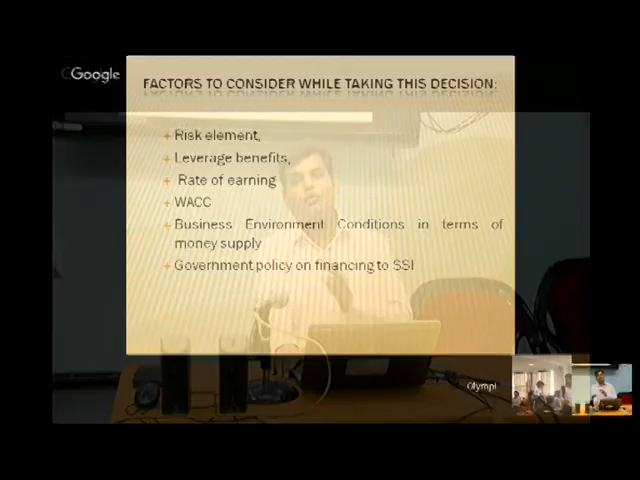 Google
FACTORS TO CONSIDER WHILE TAKING THIS DECISION:
+ Risk element,
+ Leverage benefits,
+ Rate of earning
+ WACC
+ Business Environment Conditions in terms of
money supply
+ Government policy on financing to SSI
Olympi